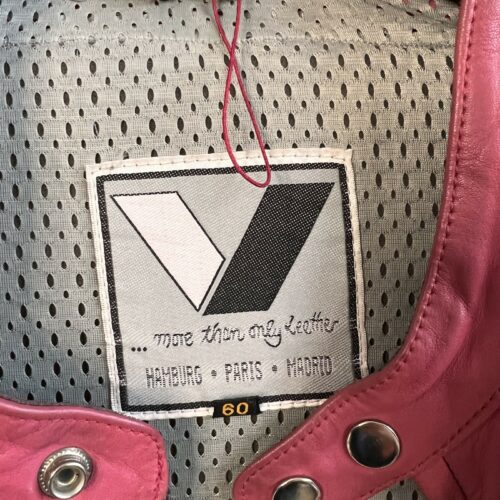 ... more than only leather
HAMBURG • PARIS • MADRID
60